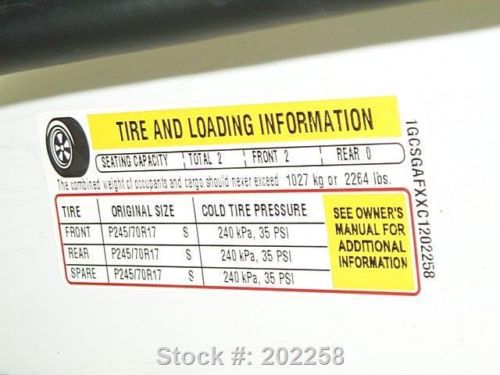 TIRE AND LOADING INFORMATION
SEATING CAPACITY TOTAL 2 FRONT 2 REAR 0
The combined weight of occupants and cargo should never exceed 1027 kg or 2264 lbs.
TIRE ORIGINAL SIZE COLD TIRE PRESSURE
FRONT P245/70R17 S 240 kPa, 35 PSI
REAR P245/70R17 S 240 kPa, 35 PSI
SPARE P245/70R17 S 240 kPa, 35 PSI
SEE OWNER'S
MANUAL FOR
ADDITIONAL
INFORMATION
1GCSGAFXXC1202258
Stock #: 202258